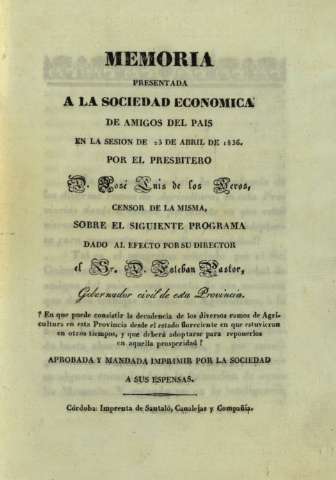 MEMORIA
PRESENTADA
A LA SOCIEDAD ECONOMICA
DE AMIGOS DEL PAIS
EN LA SESION DE 23 DE ABRIL DE 1836.
POR EL PRESBITERO
D. José Luis de los Heros,
CENSOR DE LA MISMA,
SOBRE EL SIGUIENTE PROGRAMA
DADO AL EFECTO POR SU DIRECTOR
el Sr. D. Esteban Pastor,
Gobernador civil de esta Provincia.
? En que puede consistir la decadencia de los diversos ramos de Agri-
cultura en esta Provincia desde el estado floreciente en que estuvieron
en otros tiempos, y que deberá adoptarse para reponerlos
en aquella prosperidad ?
APROBADA Y MANDADA IMPRIMIR POR LA SOCIEDAD
A SUS ESPENSAS.
Córdoba: Imprenta de Santaló, Canalejas y Compañía.